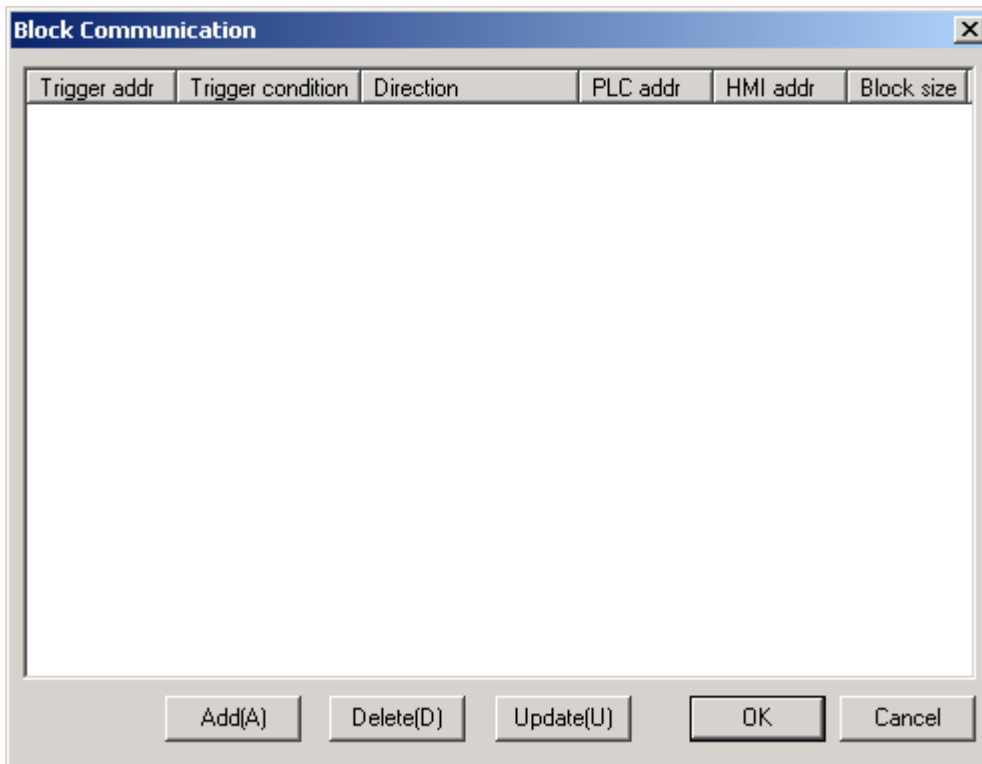 Block Communication
Trigger addr Trigger condition Direction PLC addr HMI addr Block size
Add(A) Delete(D) Update(U) OK Cancel